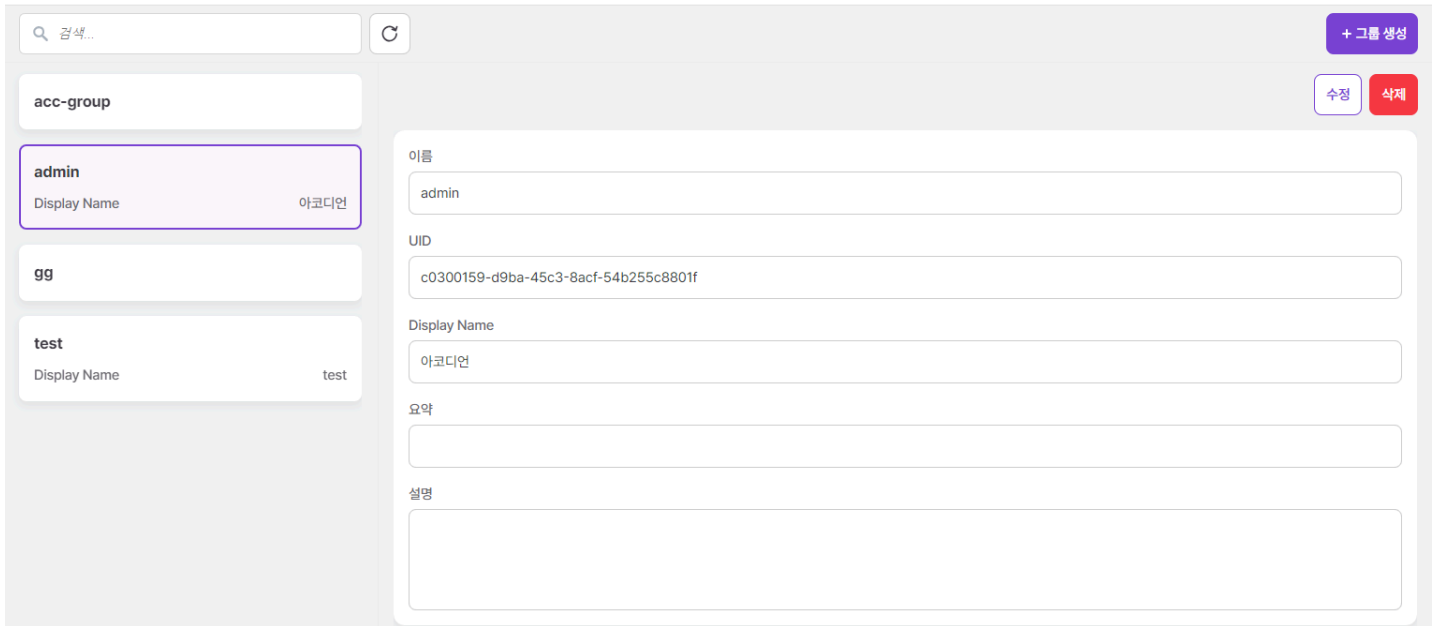 검색...
+ 그룹 생성
acc-group
admin
Display Name 아코디언
gg
test
Display Name test
수정 삭제
이름
admin
UID
c0300159-d9ba-45c3-8acf-54b255c8801f
Display Name
아코디언
요약
설명